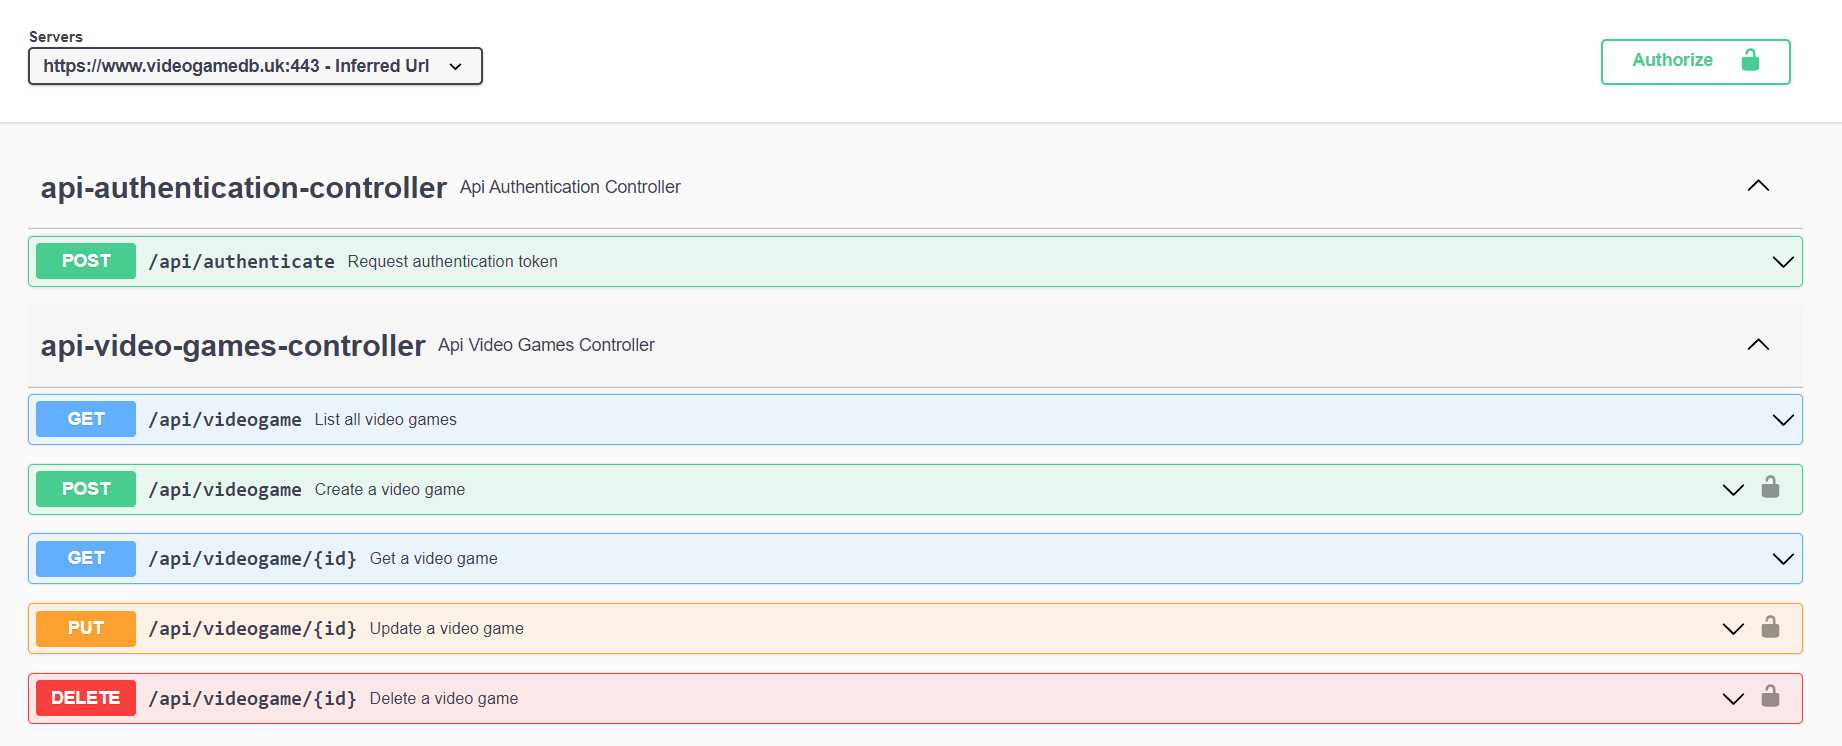 Servers
https://www.videogamedb.uk:443 - Inferred Url
Authorize
api-authentication-controller Api Authentication Controller
POST /api/authenticate Request authentication token
api-video-games-controller Api Video Games Controller
GET /api/videogame List all video games
POST /api/videogame Create a video game
GET /api/videogame/{id} Get a video game
PUT /api/videogame/{id} Update a video game
DELETE /api/videogame/{id} Delete a video game